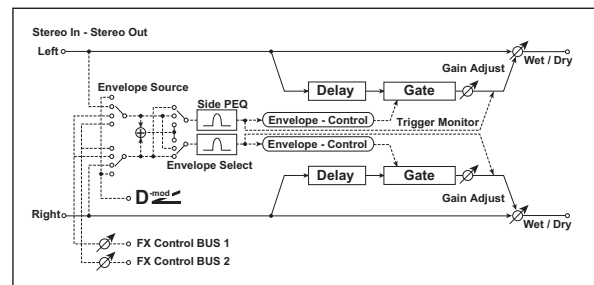 Stereo In - Stereo Out
Left
Wet / Dry
Gain Adjust
Envelope Source
Delay
Gate
Side PEQ
Envelope - Control
Trigger Monitor
Envelope - Control
Envelope Select
D-mod
Delay
Gate
Gain Adjust
Right
Wet / Dry
FX Control BUS 1
FX Control BUS 2